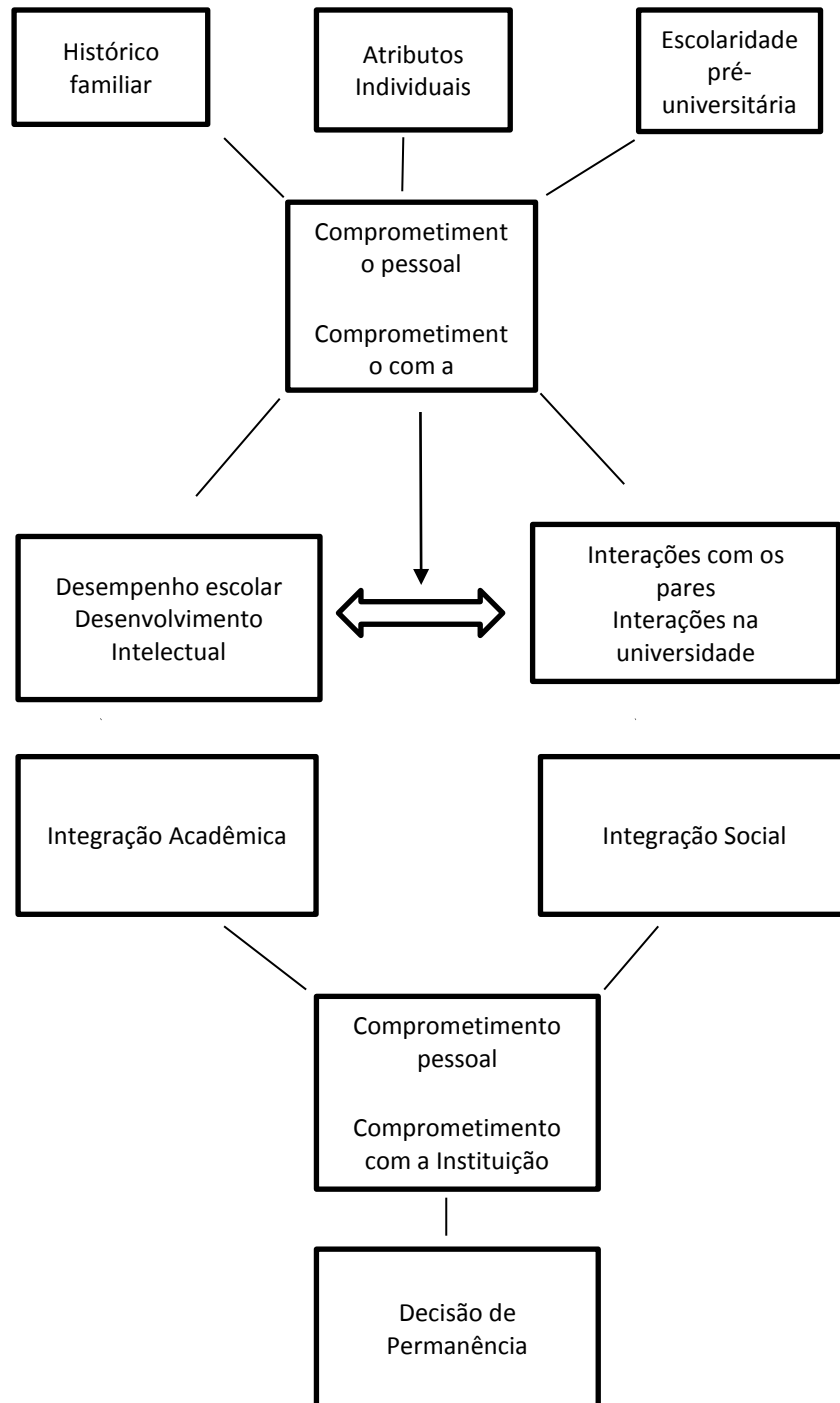 Histórico
familiar
Atributos
Individuais
Escolaridade
pré-
universitária
Comprometiment
o pessoal
Comprometiment
o com a
Desempenho escolar
Desenvolvimento
Intelectual
Interações com os
pares
Interações na
universidade
Integração Acadêmica
Integração Social
Comprometimento
pessoal
Comprometimento
com a Instituição
Decisão de
Permanência